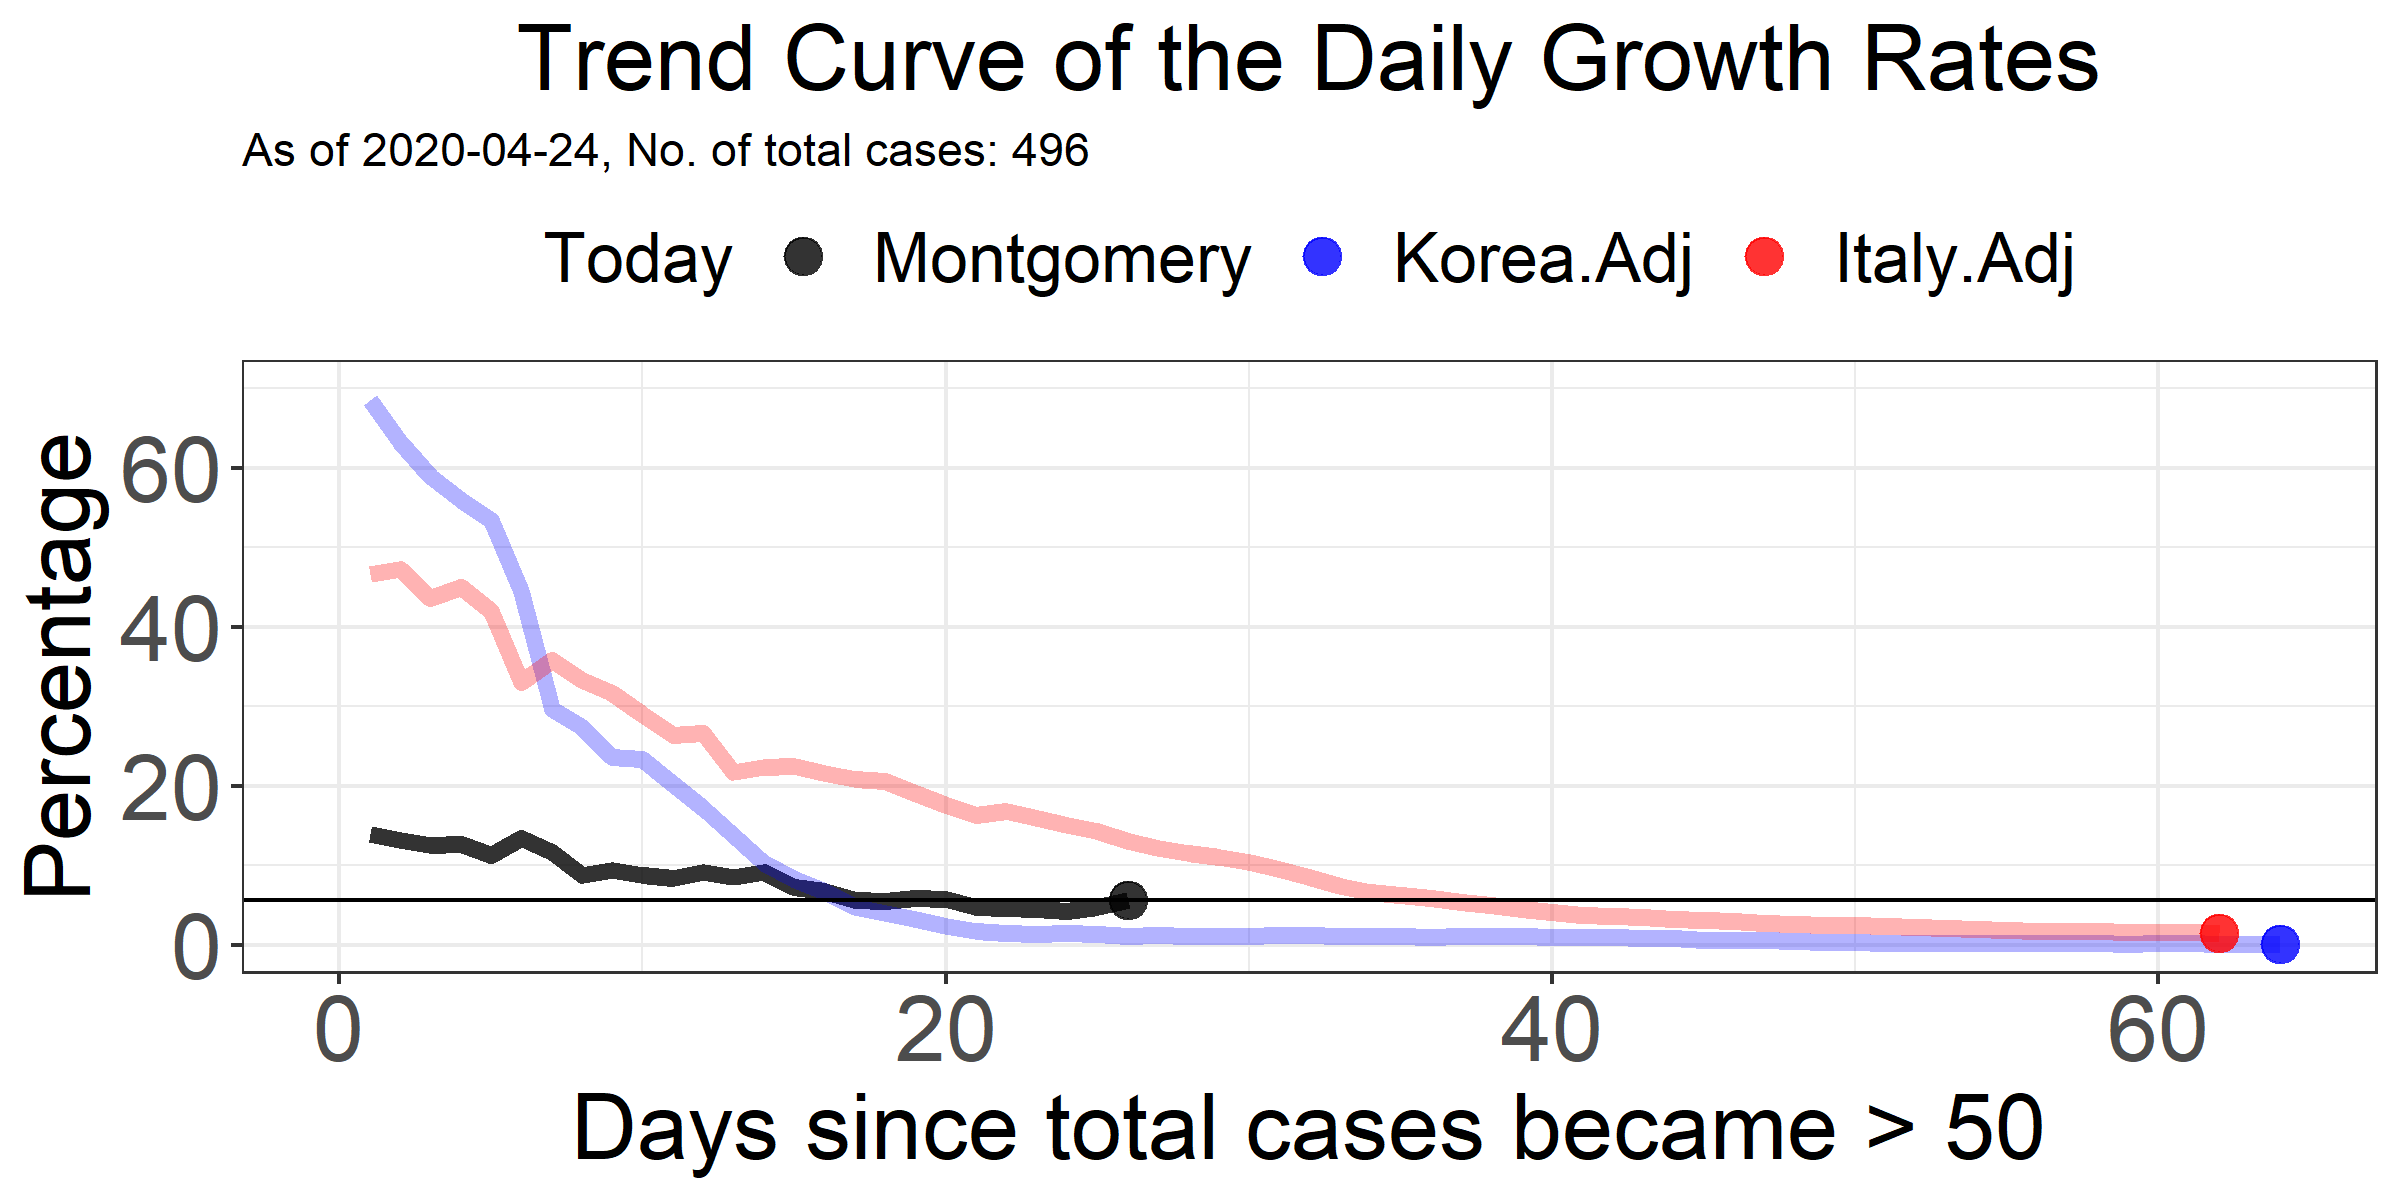 Trend Curve of the Daily Growth Rates
As of 2020-04-24, No. of total cases: 496
Today Montgomery Korea.Adj Italy.Adj
Percentage
60
40
20
0
0 20 40 60
Days since total cases became > 50